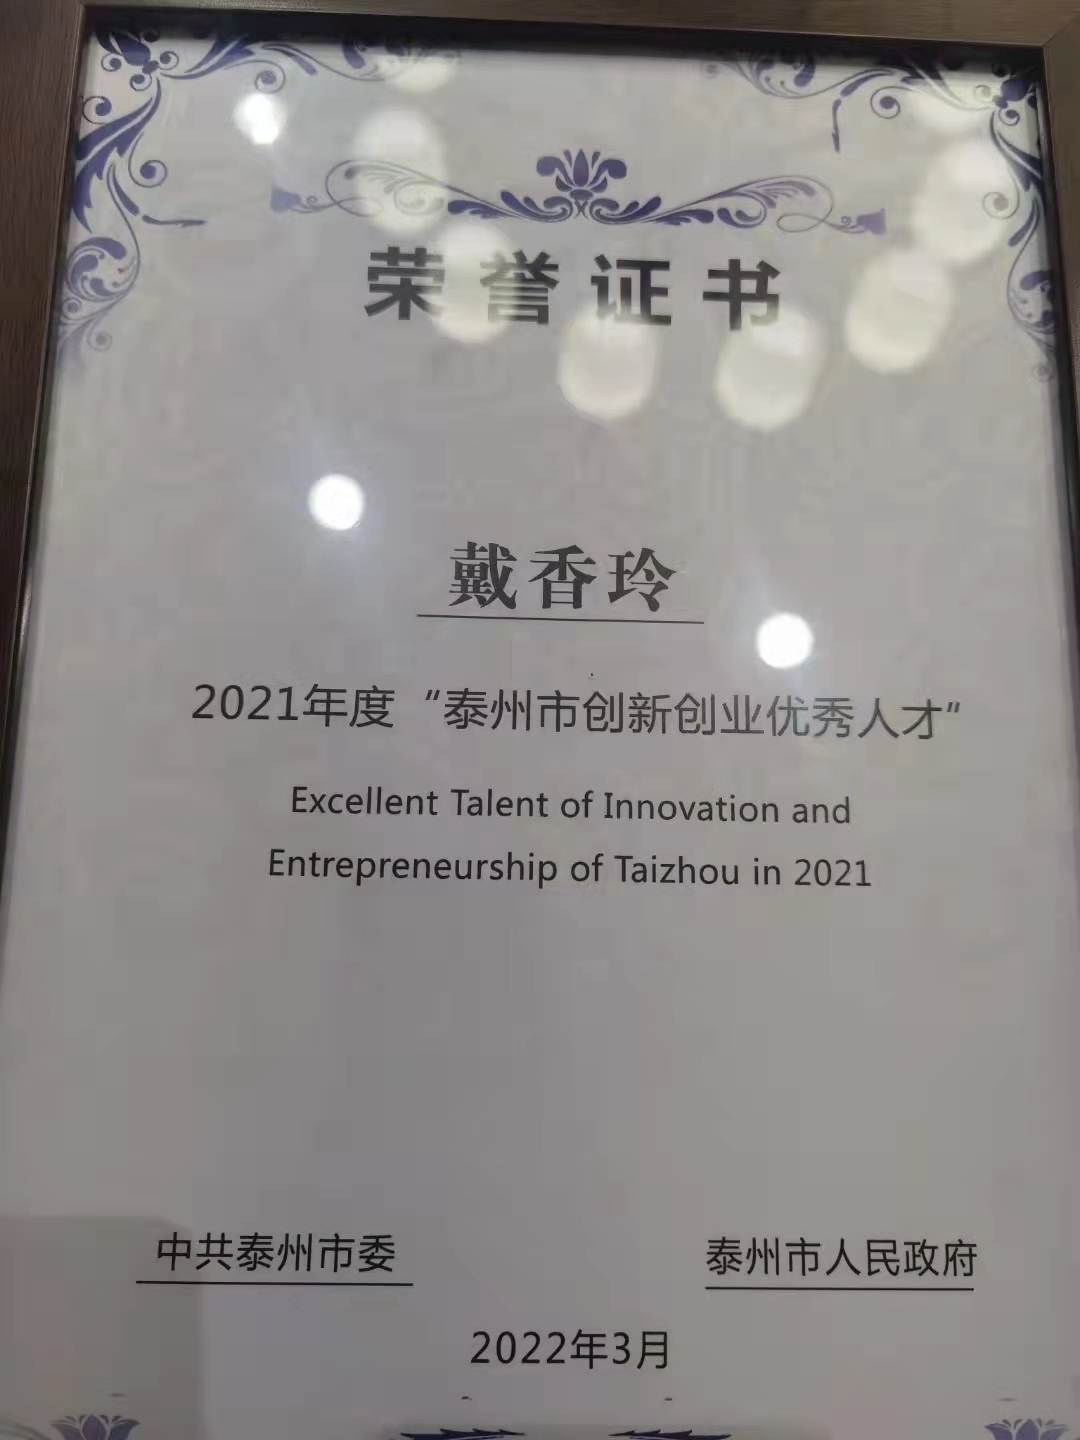 荣誉证书
戴香玲
2021年度“泰州市创新创业优秀人才”
Excellent Talent of Innovation and
Entrepreneurship of Taizhou in 2021
中共泰州市委 泰州市人民政府
2022年3月